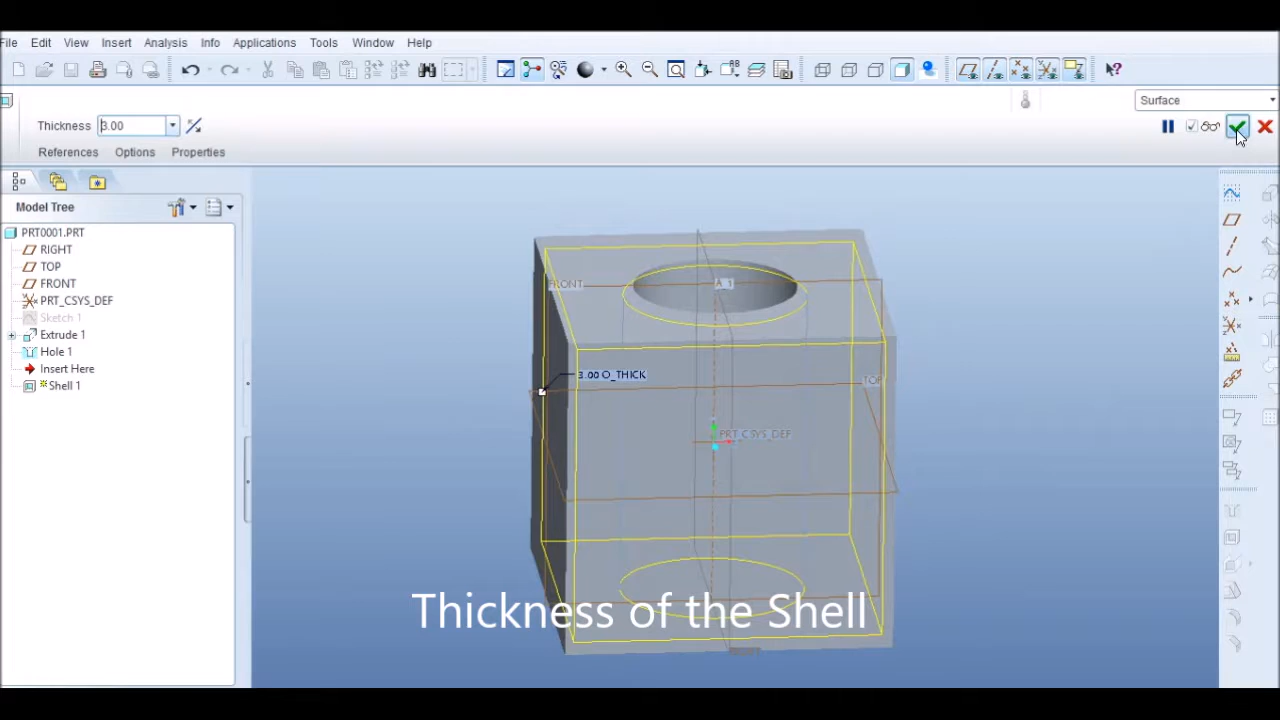 File Edit View Insert Analysis Info Applications Tools Window Help
Surface
Thickness 3.00
References Options Properties
Model Tree
PRT0001.PRT
RIGHT
TOP
FRONT
PRT_CSYS_DEF
Sketch 1
Extrude 1
Hole 1
Insert Here
Shell 1
FRONT
A_1
3.00 O_THICK
TOP
PRT_CSYS_DEF
Thickness of the Shell